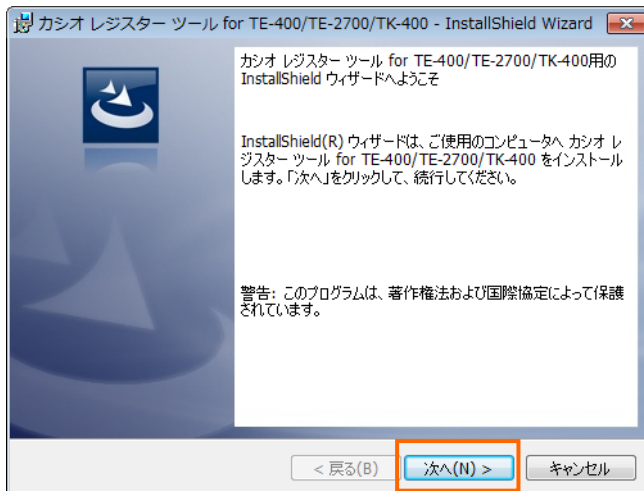 カシオ レジスター ツール for TE-400/TE-2700/TK-400 - InstallShield Wizard
カシオ レジスター ツール for TE-400/TE-2700/TK-400用の
InstallShield ウィザードへようこそ
InstallShield(R) ウィザードは、ご使用のコンピュータへ カシオ レ
ジスター ツール for TE-400/TE-2700/TK-400 をインストール
します。「次へ」をクリックして、続行してください。
警告: このプログラムは、著作権法および国際協定によって保護
されています。
< 戻る(B)
次へ(N) >
キャンセル